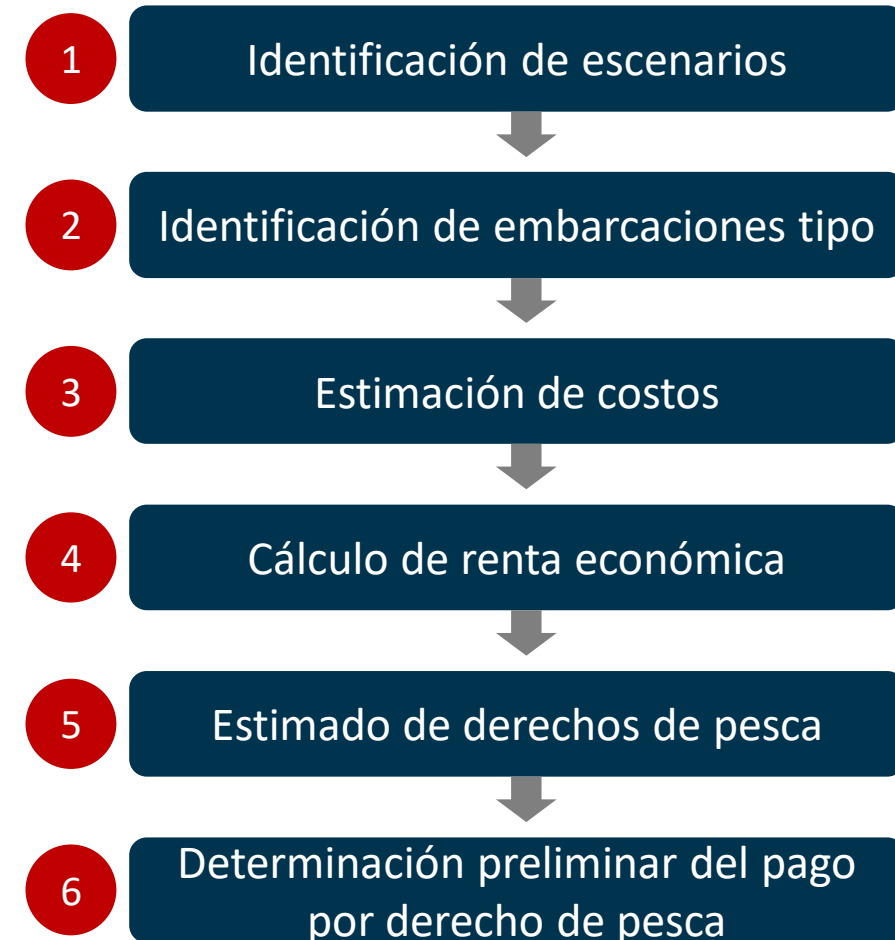 1
Identificación de escenarios
2
Identificación de embarcaciones tipo
3
Estimación de costos
4
Cálculo de renta económica
5
Estimado de derechos de pesca
6
Determinación preliminar del pago
por derecho de pesca